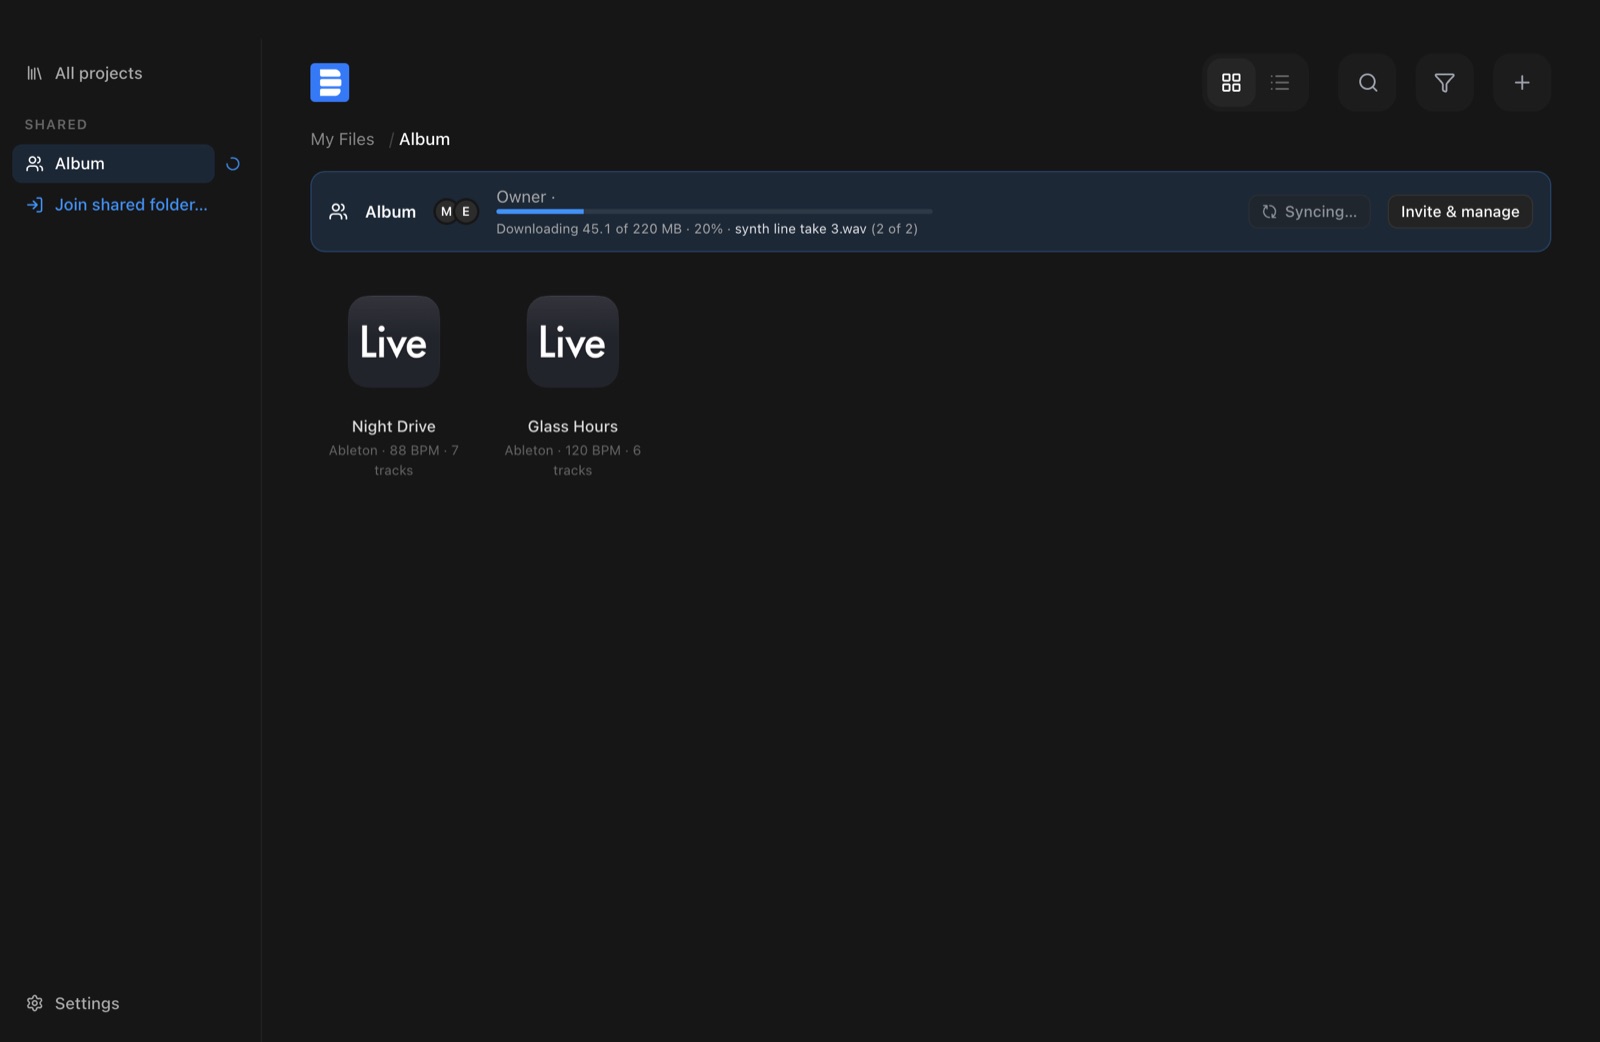 All projects
SHARED
Album
Join shared folder...
Settings
My Files / Album
Album
M E
Owner ·
Downloading 45.1 of 220 MB · 20% · synth line take 3.wav (2 of 2)
Syncing...
Invite & manage
Live
Night Drive
Ableton · 88 BPM · 7
tracks
Live
Glass Hours
Ableton · 120 BPM · 6
tracks